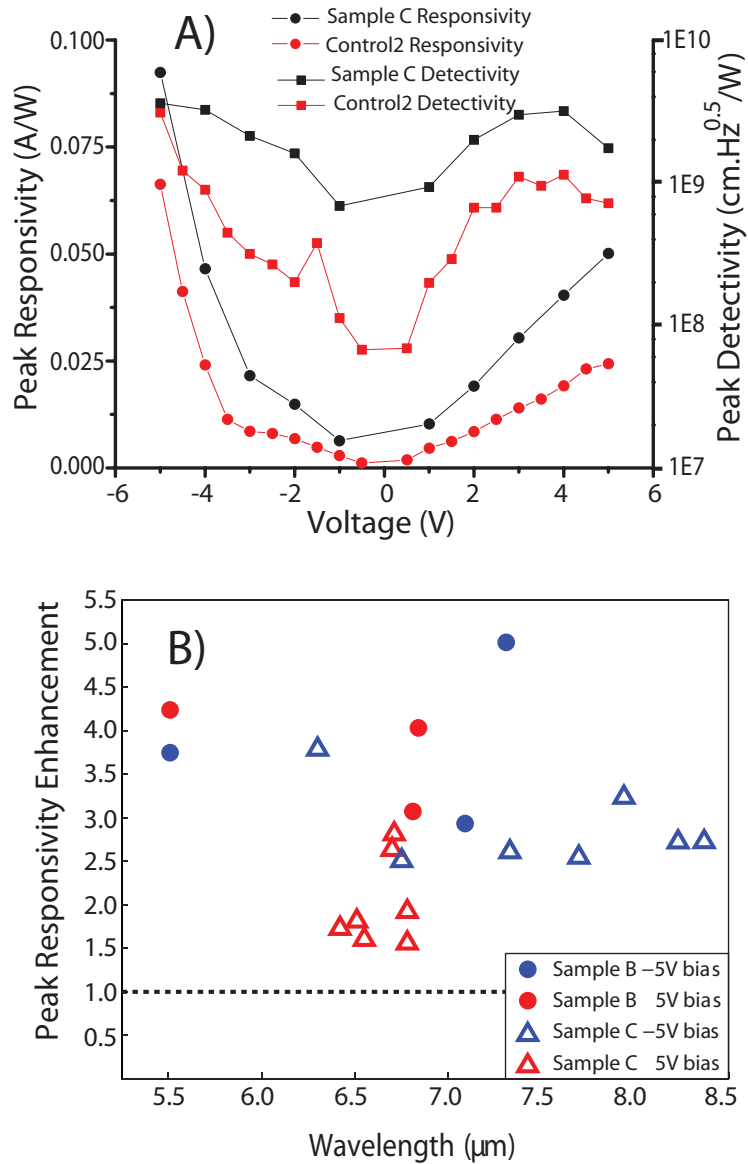 A)
Sample C Responsivity
Control2 Responsivity
Sample C Detectivity
Control2 Detectivity
Peak Responsivity (A/W)
0.100
0.075
0.050
0.025
0.000
1E10
1E9
1E8
1E7
Peak Detectivity (cm.Hz^0.5/W)
-6 -4 -2 0 2 4 6
Voltage (V)
B)
Peak Responsivity Enhancement
5.5
5.0
4.5
4.0
3.5
3.0
2.5
2.0
1.5
1.0
0.5
Sample B –5V bias
Sample B 5V bias
Sample C –5V bias
Sample C 5V bias
5.5 6.0 6.5 7.0 7.5 8.0 8.5
Wavelength (μm)